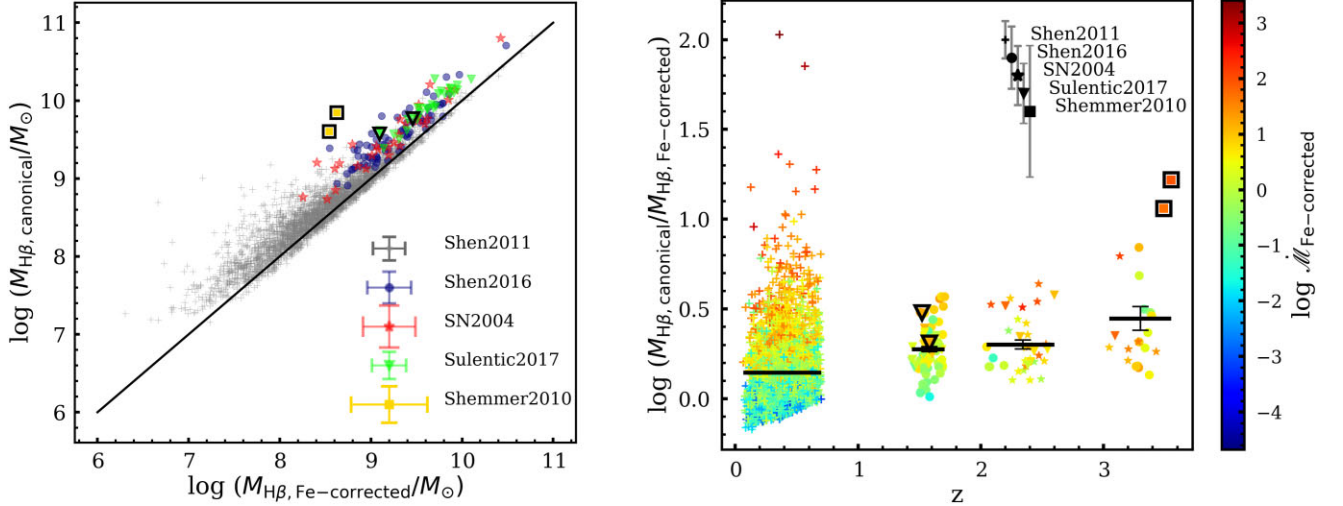 11
10
9
8
7
6
log (M_Hβ, canonical/M_⊙)
Shen2011
Shen2016
SN2004
Sulentic2017
Shemmer2010
6 7 8 9 10 11
log (M_Hβ, Fe−corrected/M_⊙)
2.0
1.5
1.0
0.5
0.0
log (M_Hβ, canonical/M_Hβ, Fe−corrected)
Shen2011
Shen2016
SN2004
Sulentic2017
Shemmer2010
0 1 2 3
z
3
2
1
0
−1
−2
−3
−4
log ℳ̇_Fe−corrected